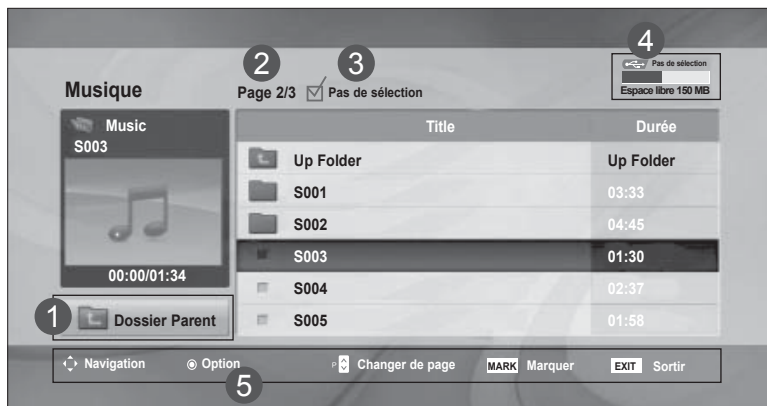 2 3 4
Musique
Page 2/3 Pas de sélection
Pas de sélection
Espace libre 150 MB
Music
S003
00:00/01:34
1 Dossier Parent
Title Durée
Up Folder Up Folder
S001 03:33
S002 04:45
S003 01:30
S004 02:37
S005 01:58
Navigation Option P Changer de page MARK Marquer EXIT Sortir
5